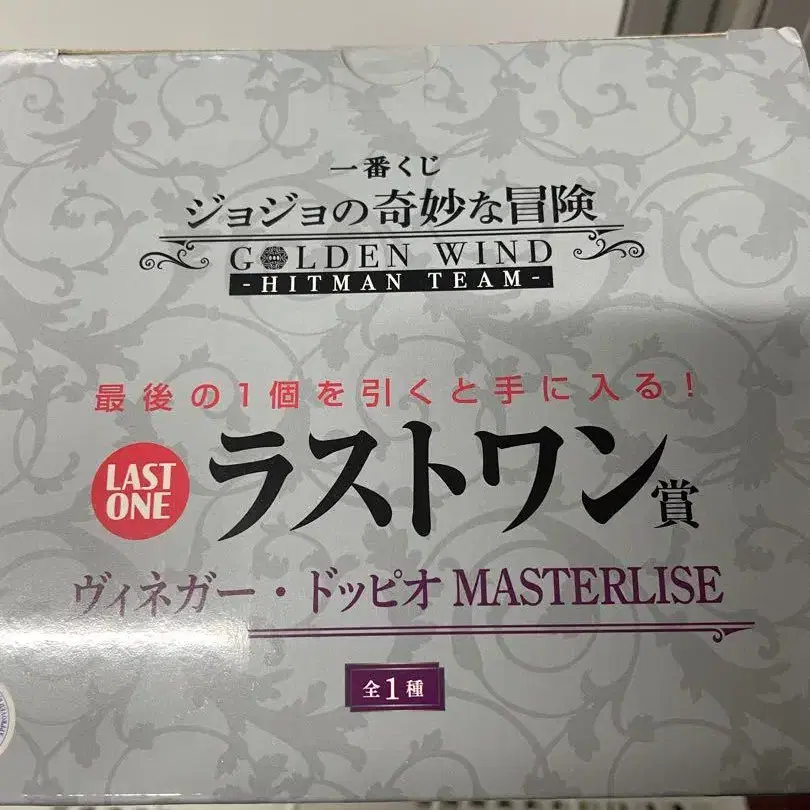 一番くじ
ジョジョの奇妙な冒険
GOLDEN WIND
-HITMAN TEAM-
最後の1個を引くと手に入る!
LAST
ONE
ラストワン賞
ヴィネガー・ドッピオ MASTERLISE
全1種